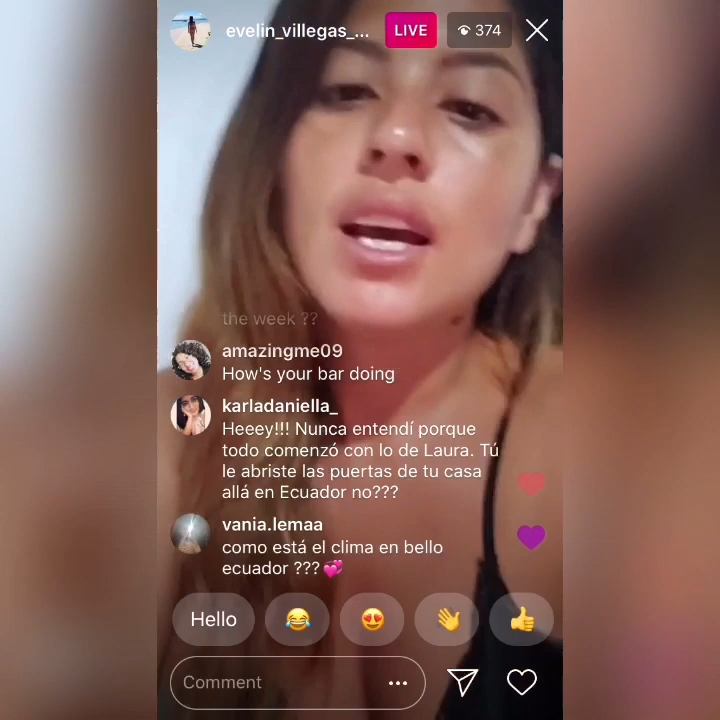 evelin_villegas_...
LIVE
374
the week ??
amazingme09
How's your bar doing
karladaniella_
Heeey!!! Nunca entendí porque
todo comenzó con lo de Laura. Tú
le abriste las puertas de tu casa
allá en Ecuador no???
vania.lemaa
como está el clima en bello
ecuador ???💞
Hello
Comment